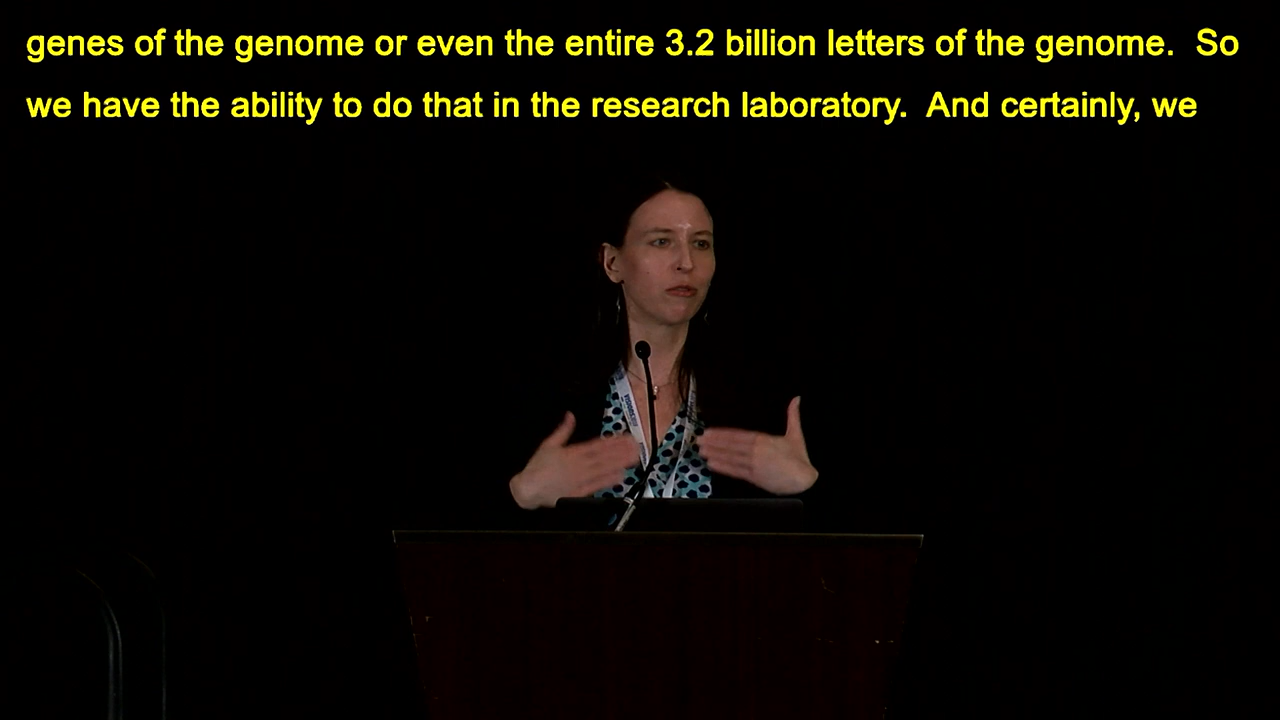 genes of the genome or even the entire 3.2 billion letters of the genome.  So
we have the ability to do that in the research laboratory.  And certainly, we